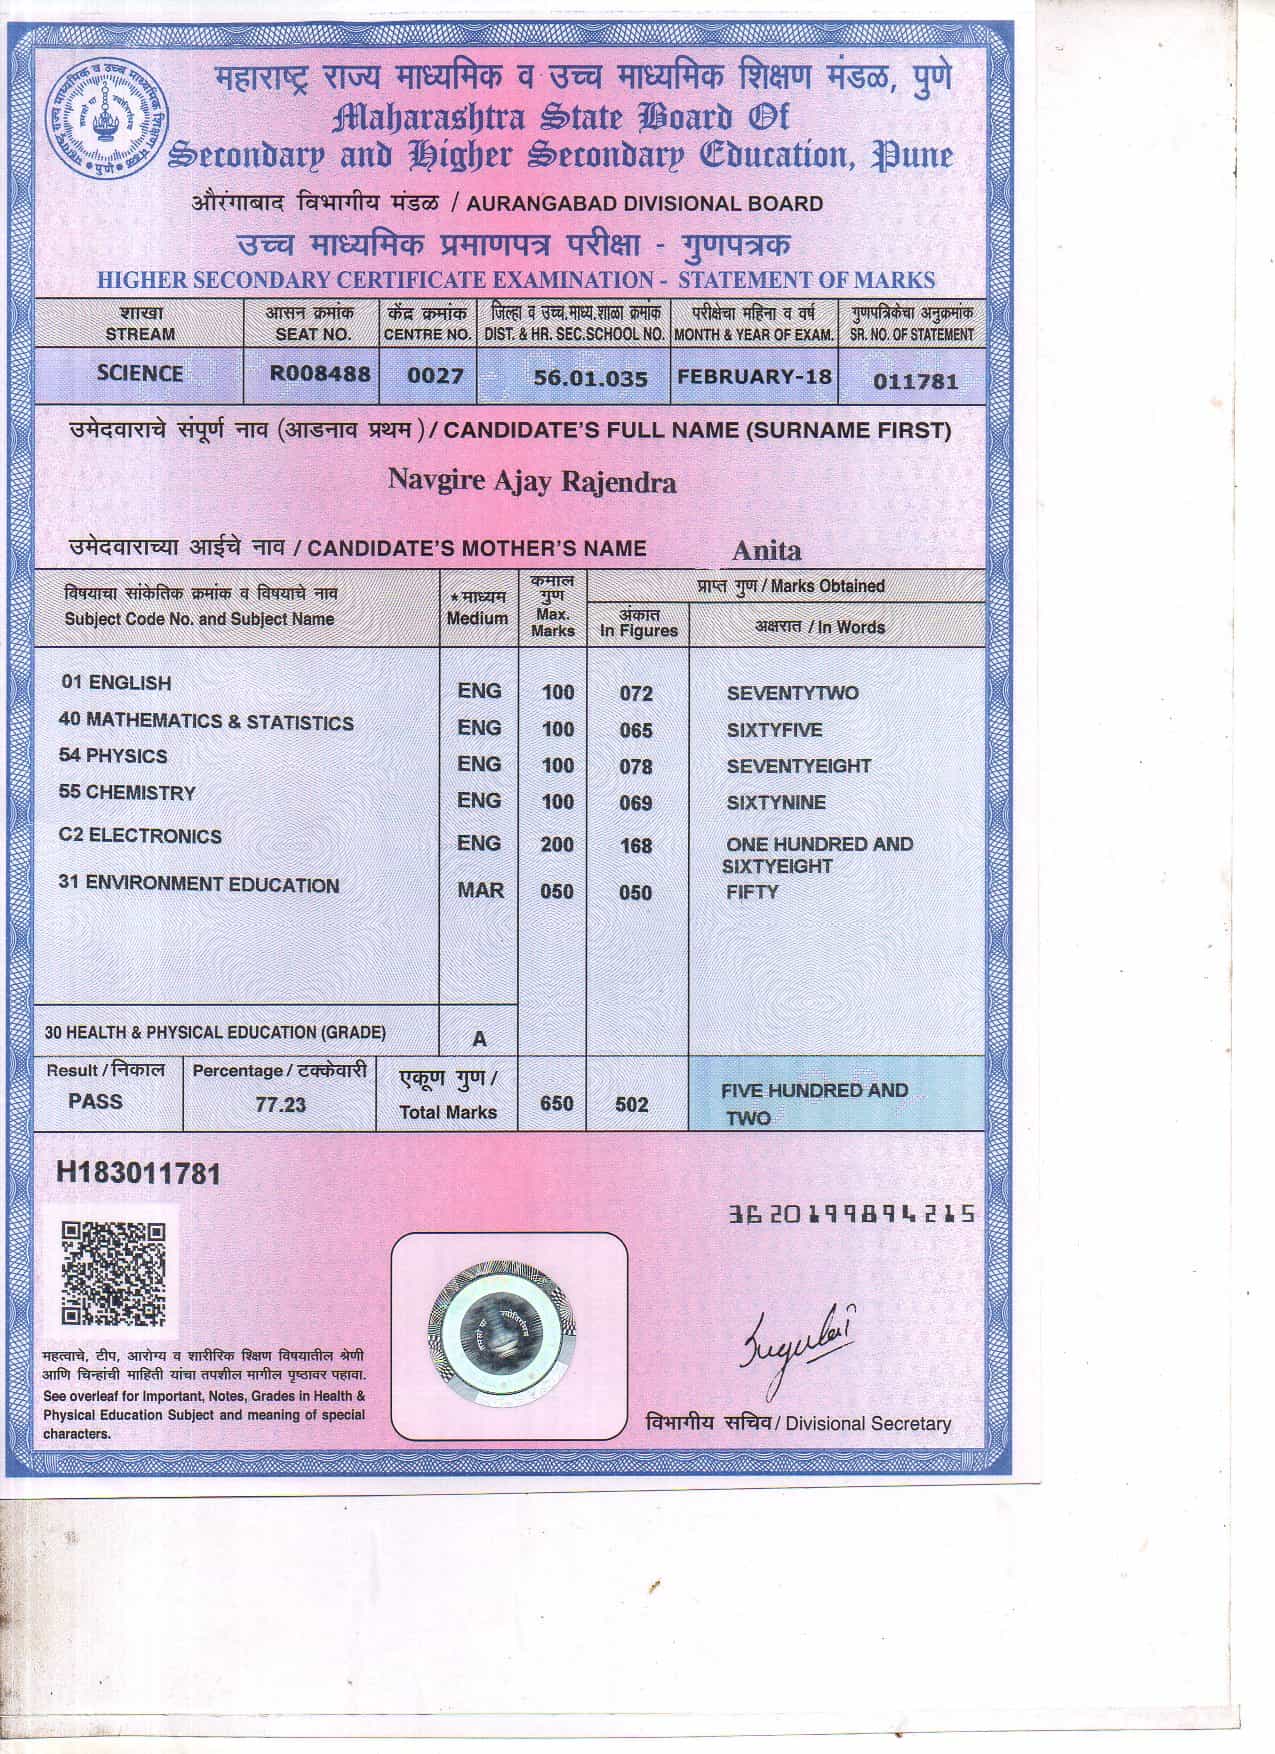 महाराष्ट्र राज्य माध्यमिक व उच्च माध्यमिक शिक्षण मंडळ, पुणे
Maharashtra State Board Of
Secondary and Higher Secondary Education, Pune
औरंगाबाद विभागीय मंडळ / AURANGABAD DIVISIONAL BOARD
उच्च माध्यमिक प्रमाणपत्र परीक्षा - गुणपत्रक
HIGHER SECONDARY CERTIFICATE EXAMINATION - STATEMENT OF MARKS
शाखा आसन क्रमांक केंद्र क्रमांक जिल्हा व उच्च.माध्य.शाळा क्रमांक परीक्षेचा महिना व वर्ष गुणपत्रिकेचा अनुक्रमांक
STREAM SEAT NO. CENTRE NO. DIST. & HR. SEC.SCHOOL NO. MONTH & YEAR OF EXAM. SR. NO. OF STATEMENT
SCIENCE R008488 0027 56.01.035 FEBRUARY-18 011781
उमेदवाराचे संपूर्ण नाव (आडनाव प्रथम) / CANDIDATE'S FULL NAME (SURNAME FIRST)
Navgire Ajay Rajendra
उमेदवाराच्या आईचे नाव / CANDIDATE'S MOTHER'S NAME Anita
विषयाचा सांकेतिक क्रमांक व विषयाचे नाव
Subject Code No. and Subject Name
* माध्यम
Medium
कमाल
गुण
Max.
Marks
प्राप्त गुण / Marks Obtained
अंकात
In Figures
अक्षरात / In Words
01 ENGLISH ENG 100 072 SEVENTYTWO
40 MATHEMATICS & STATISTICS ENG 100 065 SIXTYFIVE
54 PHYSICS ENG 100 078 SEVENTYEIGHT
55 CHEMISTRY ENG 100 069 SIXTYNINE
C2 ELECTRONICS ENG 200 168 ONE HUNDRED AND
SIXTYEIGHT
31 ENVIRONMENT EDUCATION MAR 050 050 FIFTY
30 HEALTH & PHYSICAL EDUCATION (GRADE) A
Result / निकाल Percentage / टक्केवारी एकूण गुण /
PASS 77.23 Total Marks 650 502 FIVE HUNDRED AND
TWO
H183011781
3620199894215
महत्वाचे, टीप, आरोग्य व शारीरिक शिक्षण विषयातील श्रेणी
आणि चिन्हांची माहिती यांचा तपशील मागील पृष्ठावर पहावा.
See overleaf for Important, Notes, Grades in Health &
Physical Education Subject and meaning of special
characters.
विभागीय सचिव / Divisional Secretary